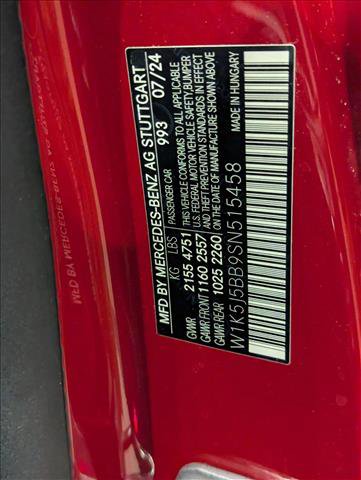 MFD BY MERCEDES-BENZ AG STUTTGART
993 07/24
PASSENGER CAR
KG LBS
GVWR 2155 4751
GAWR FRONT 1160 2557
GAWR REAR 1025 2260
THIS VEHICLE CONFORMS TO ALL APPLICABLE
U.S. FEDERAL MOTOR VEHICLE SAFETY,BUMPER
AND THEFT PREVENTION STANDARDS IN EFFECT
ON THE DATE OF MANUFACTURE SHOWN ABOVE
W1K5J5BB9SN515458
MADE IN HUNGARY